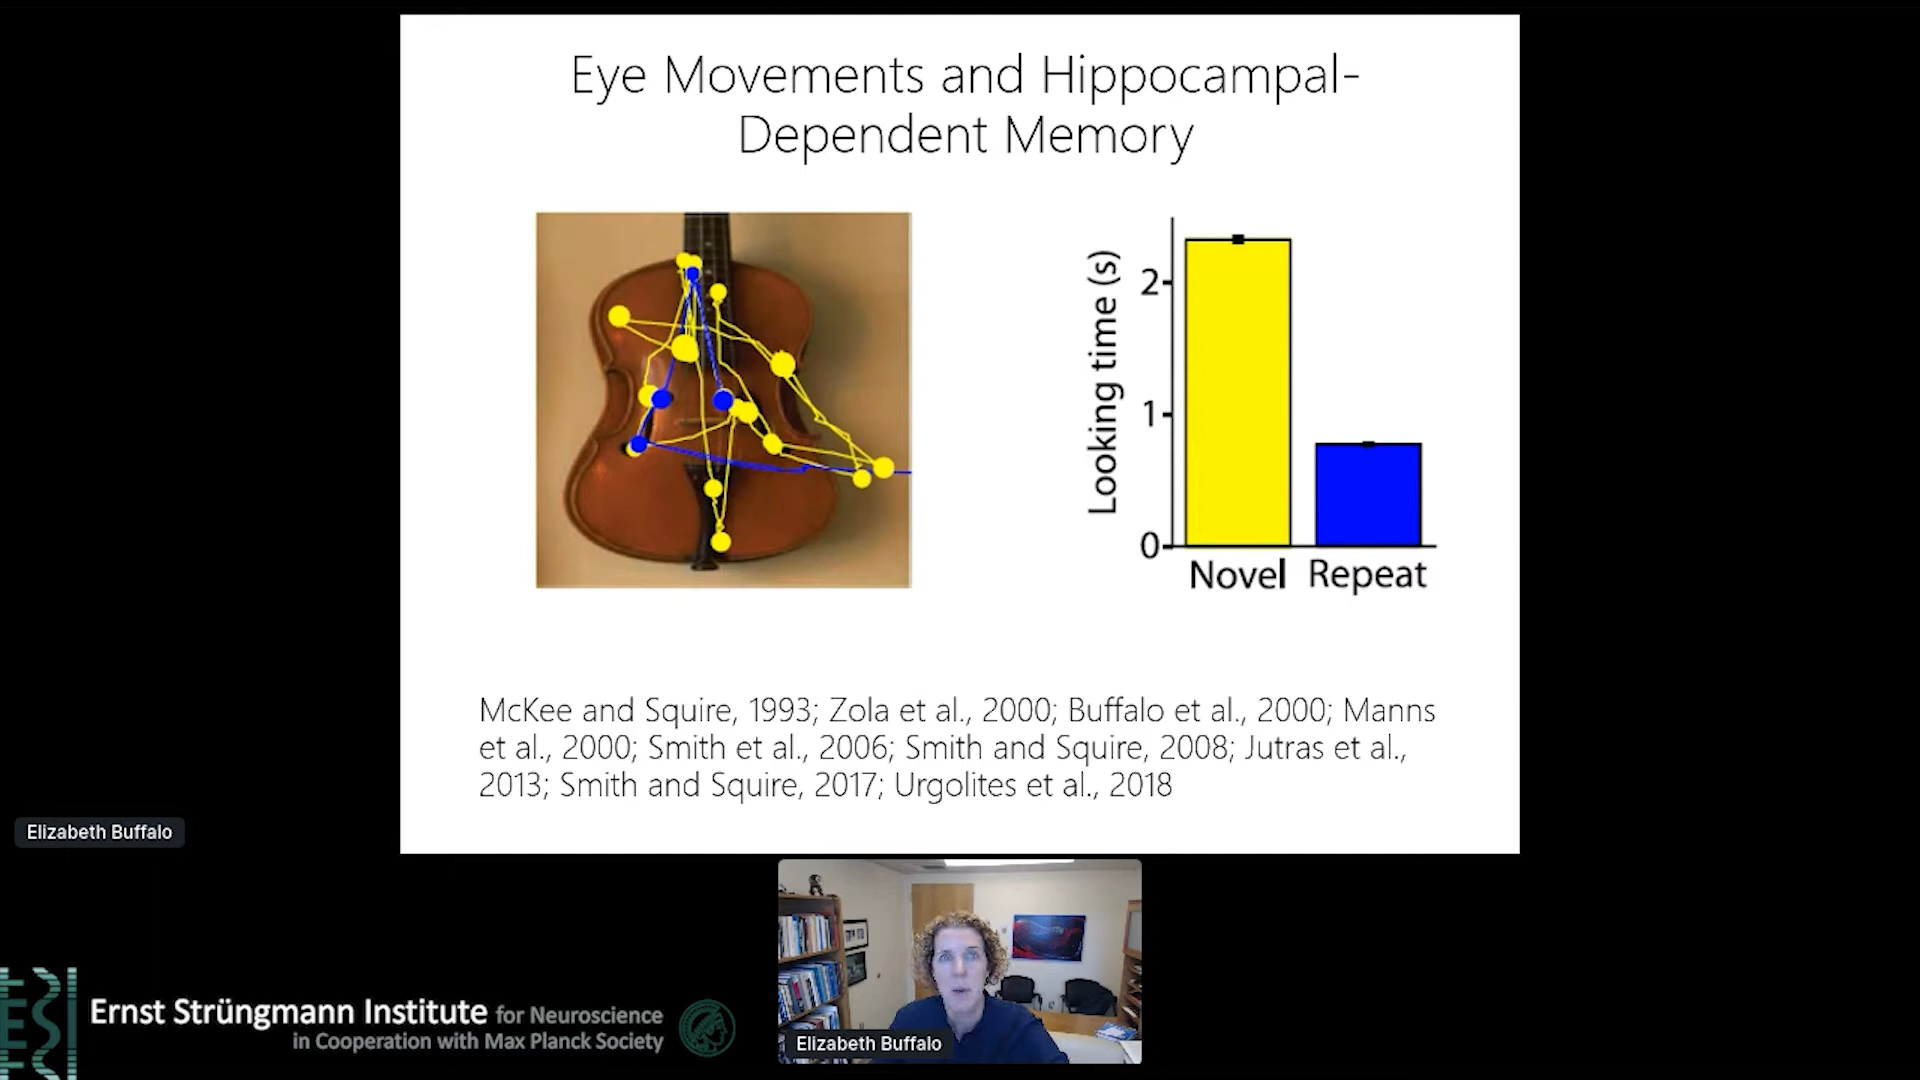 Eye Movements and Hippocampal-
Dependent Memory
Looking time (s)
2
1
0
Novel Repeat
McKee and Squire, 1993; Zola et al., 2000; Buffalo et al., 2000; Manns
et al., 2000; Smith et al., 2006; Smith and Squire, 2008; Jutras et al.,
2013; Smith and Squire, 2017; Urgolites et al., 2018
Elizabeth Buffalo
ESI
Ernst Strüngmann Institute for Neuroscience
in Cooperation with Max Planck Society
Elizabeth Buffalo